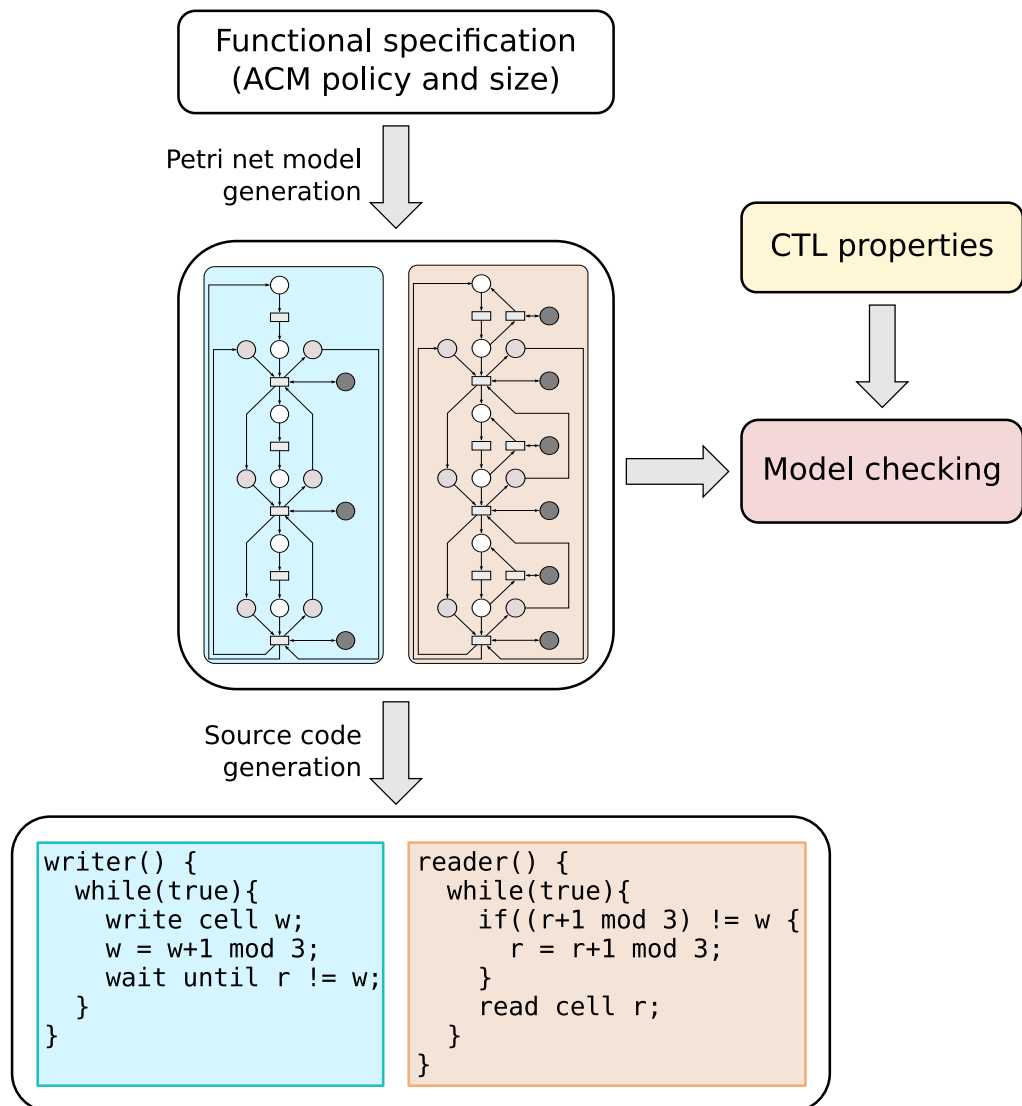 Functional specification
(ACM policy and size)
Petri net model
generation
CTL properties
Model checking
Source code
generation
writer() {
  while(true){
    write cell w;
    w = w+1 mod 3;
    wait until r != w;
  }
}
reader() {
  while(true){
    if((r+1 mod 3) != w {
      r = r+1 mod 3;
    }
    read cell r;
  }
}